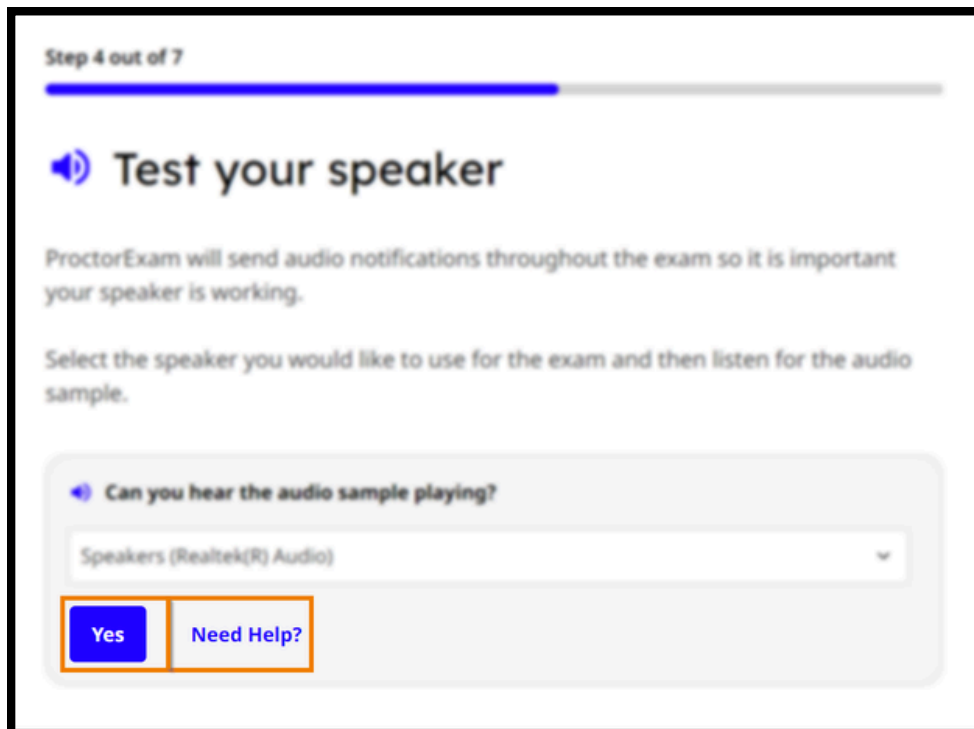 Step 4 out of 7
Test your speaker
ProctorExam will send audio notifications throughout the exam so it is important
your speaker is working.
Select the speaker you would like to use for the exam and then listen for the audio
sample.
Can you hear the audio sample playing?
Speakers (Realtek(R) Audio)
Yes
Need Help?